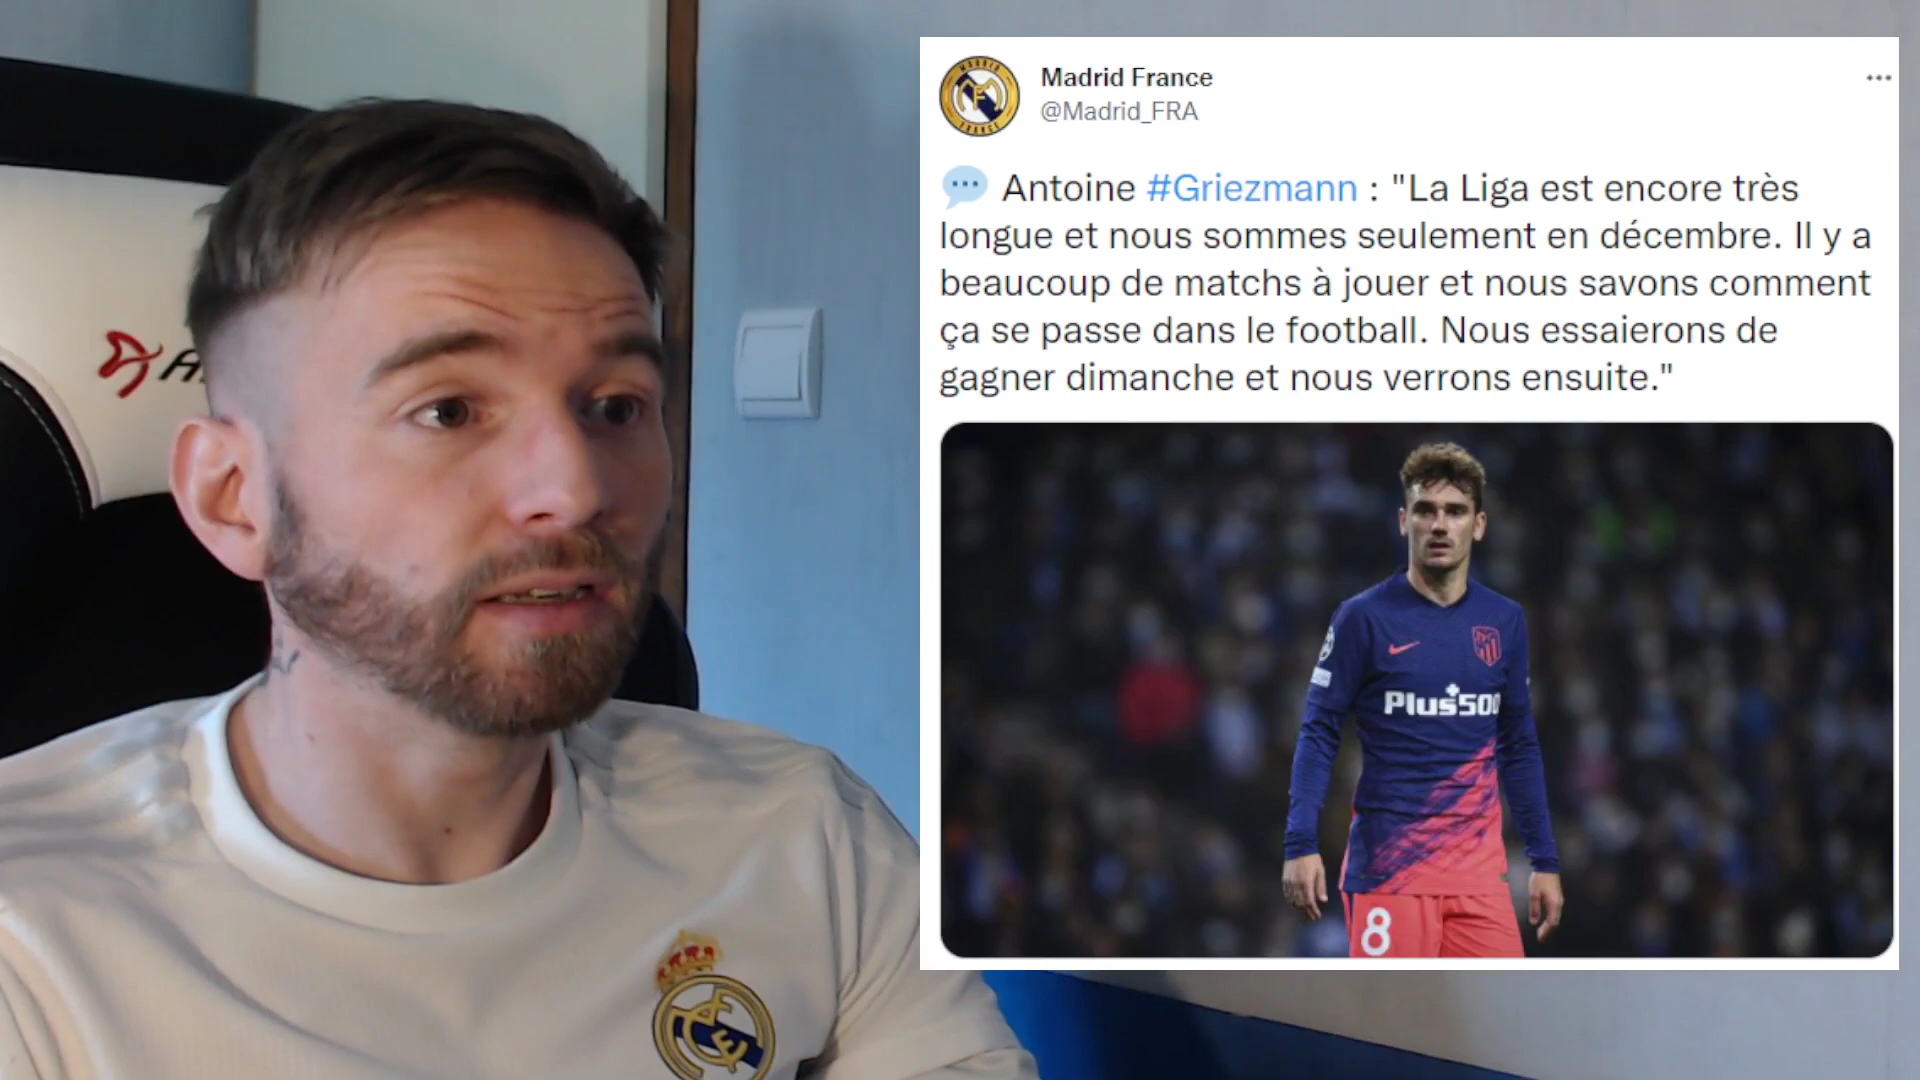 Madrid France
@Madrid_FRA
💬 Antoine #Griezmann : "La Liga est encore très
longue et nous sommes seulement en décembre. Il y a
beaucoup de matchs à jouer et nous savons comment
ça se passe dans le football. Nous essaierons de
gagner dimanche et nous verrons ensuite."
MADRID
FRANCE
Plus500
8